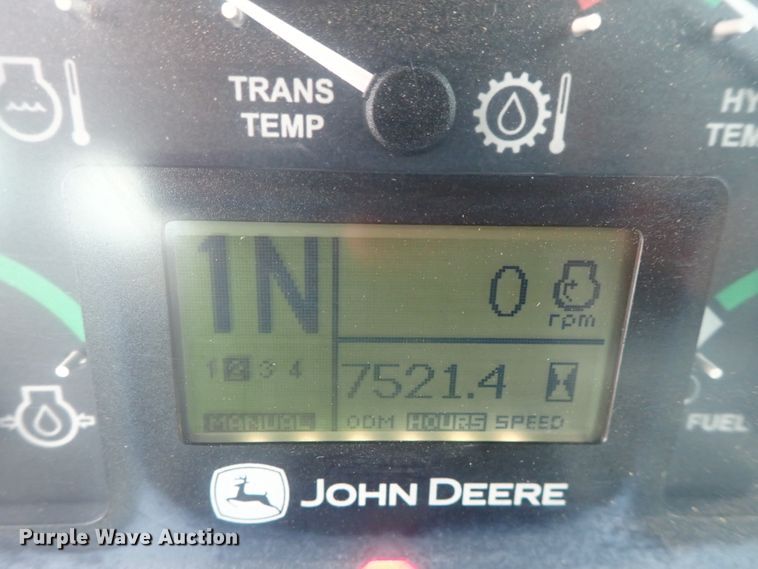 TRANS
TEMP
HY
TEM
1N
0
rpm
1 2 3 4
7521.4
MANUAL
ODM HOURS SPEED
FUEL
JOHN DEERE
Purple Wave Auction